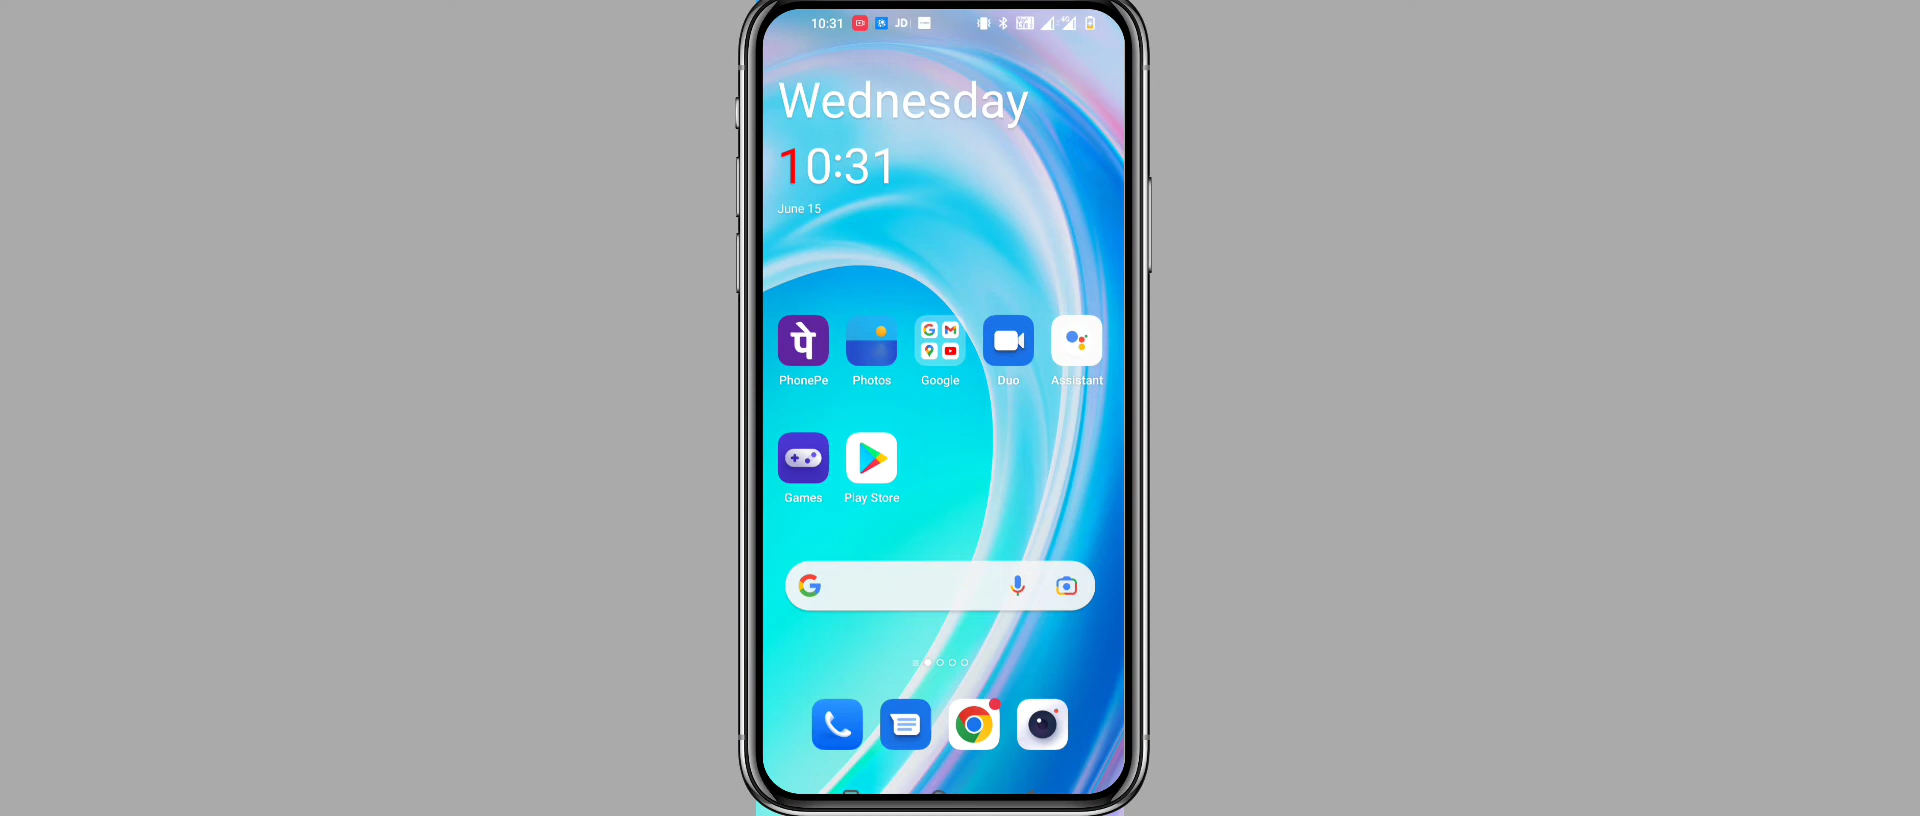 10:31 JD
Wednesday
10:31
June 15
PhonePe Photos Google Duo Assistant
Games Play Store